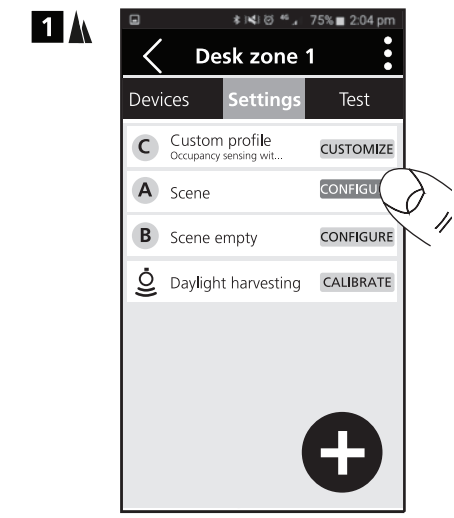 1
4G 75% 2:04 pm
Desk zone 1
Devices Settings Test
C Custom profile CUSTOMIZE
Occupancy sensing wit...
A Scene
B Scene empty CONFIGURE
Daylight harvesting CALIBRATE